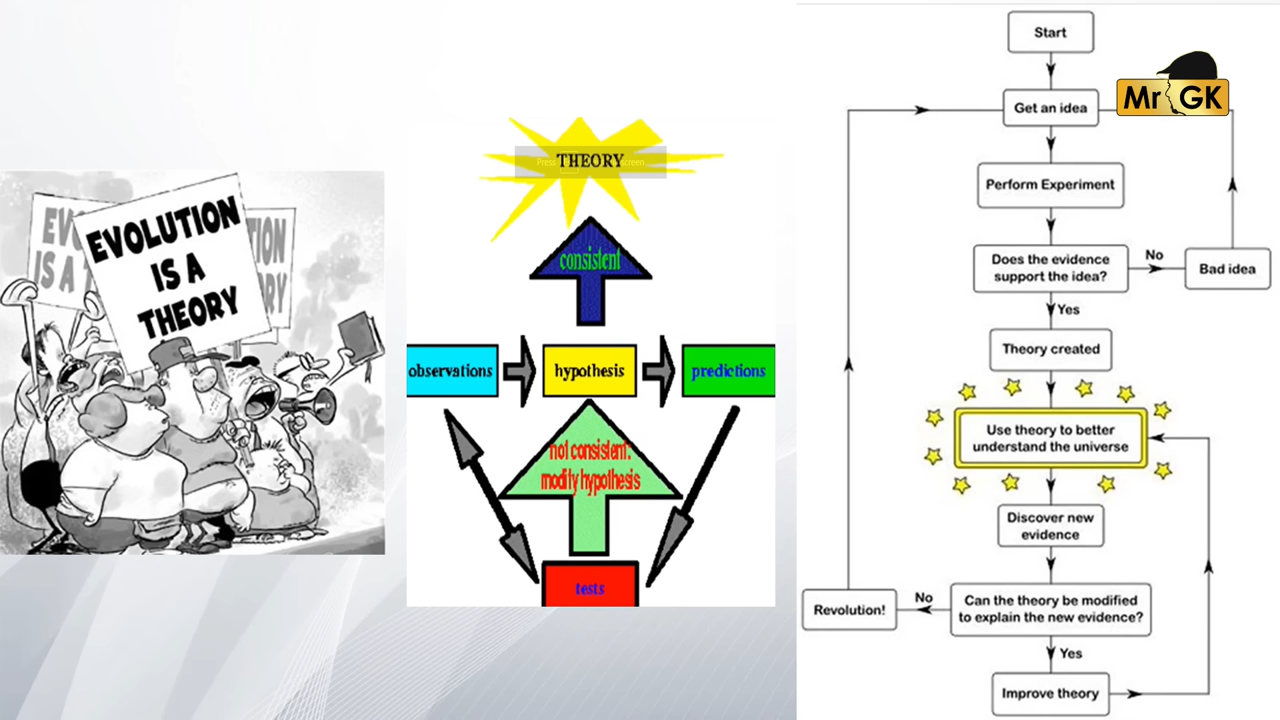 EVOLUTION
IS A
THEORY
EV
IS A T
TION
RY
Press
screen
THEORY
consistent
observations
hypothesis
predictions
not consistent:
modify hypothesis
tests
Start
Get an idea
Mr GK
Perform Experiment
Does the evidence
support the idea?
No
Bad idea
Yes
Theory created
Use theory to better
understand the universe
Discover new
evidence
Can the theory be modified
to explain the new evidence?
No
Revolution!
Yes
Improve theory